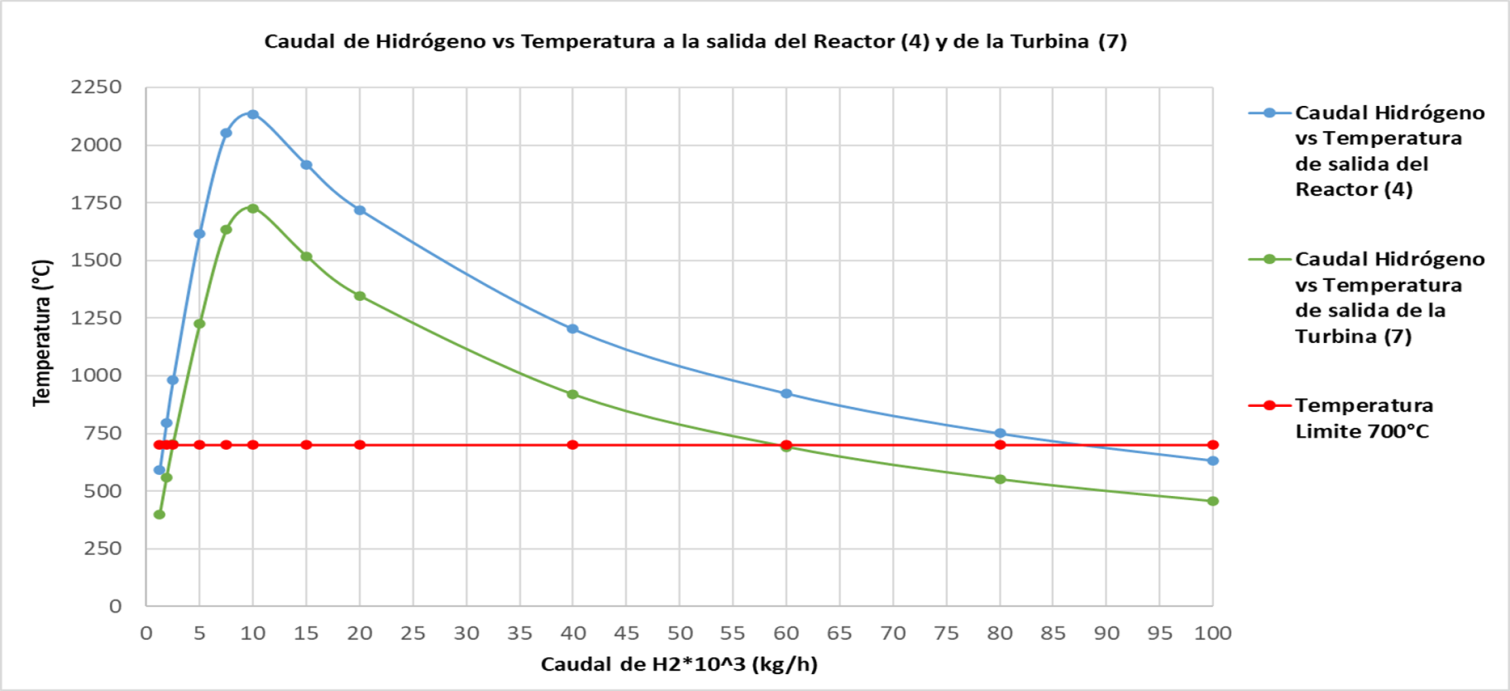 Caudal de Hidrógeno vs Temperatura a la salida del Reactor (4) y de la Turbina (7)
2250
2000
1750
1500
1250
1000
750
500
250
0
Temperatura (°C)
0 5 10 15 20 25 30 35 40 45 50 55 60 65 70 75 80 85 90 95 100
Caudal de H2*10^3 (kg/h)
Caudal Hidrógeno
vs Temperatura
de salida del
Reactor (4)
Caudal Hidrógeno
vs Temperatura
de salida de la
Turbina (7)
Temperatura
Limite 700°C